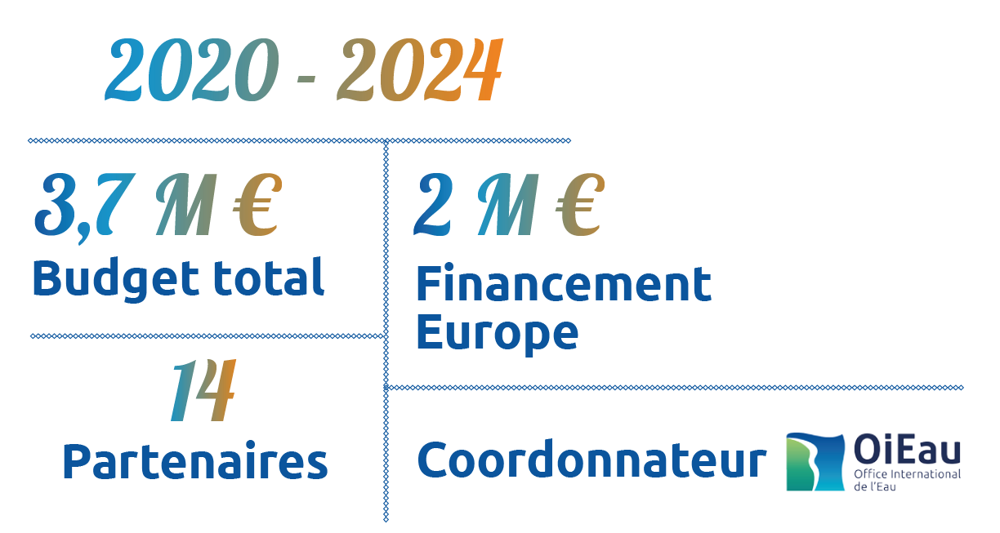 2020 - 2024
3,7 M €
Budget total
2 M €
Financement
Europe
14
Partenaires
Coordonnateur
OiEau
Office International
de l'Eau